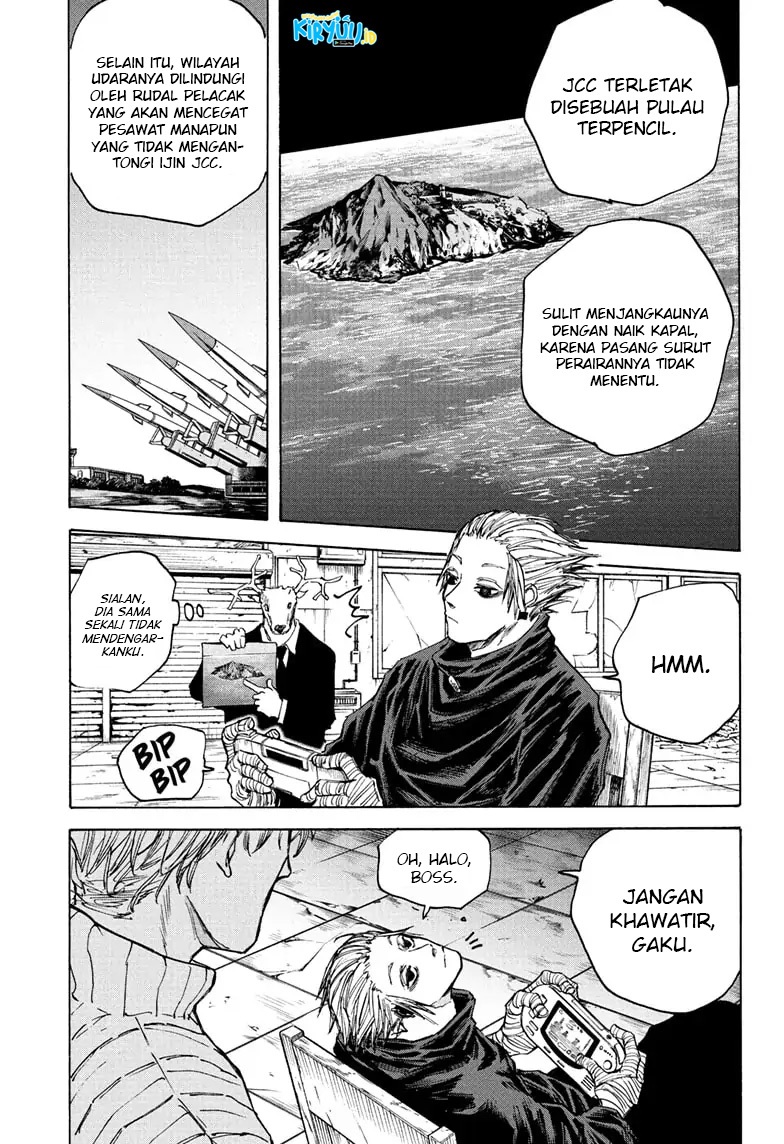 KIRYUU.ID
JCC TERLETAK
DISEBUAH PULAU
TERPENCIL.
SULIT MENJANGKAUNYA
DENGAN NAIK KAPAL,
KARENA PASANG SURUT
PERAIRANNYA TIDAK
MENENTU.
SELAIN ITU, WILAYAH
UDARANYA DILINDUNGI
OLEH RUDAL PELACAK
YANG AKAN MENCEGAT
PESAWAT MANAPUN
YANG TIDAK MENGAN-
TONGI IJIN JCC.
HMM.
SIALAN,
DIA SAMA
SEKALI TIDAK
MENDENGAR-
KANKU.
BIP
BIP
JANGAN
KHAWATIR,
GAKU.
OH, HALO,
BOSS.